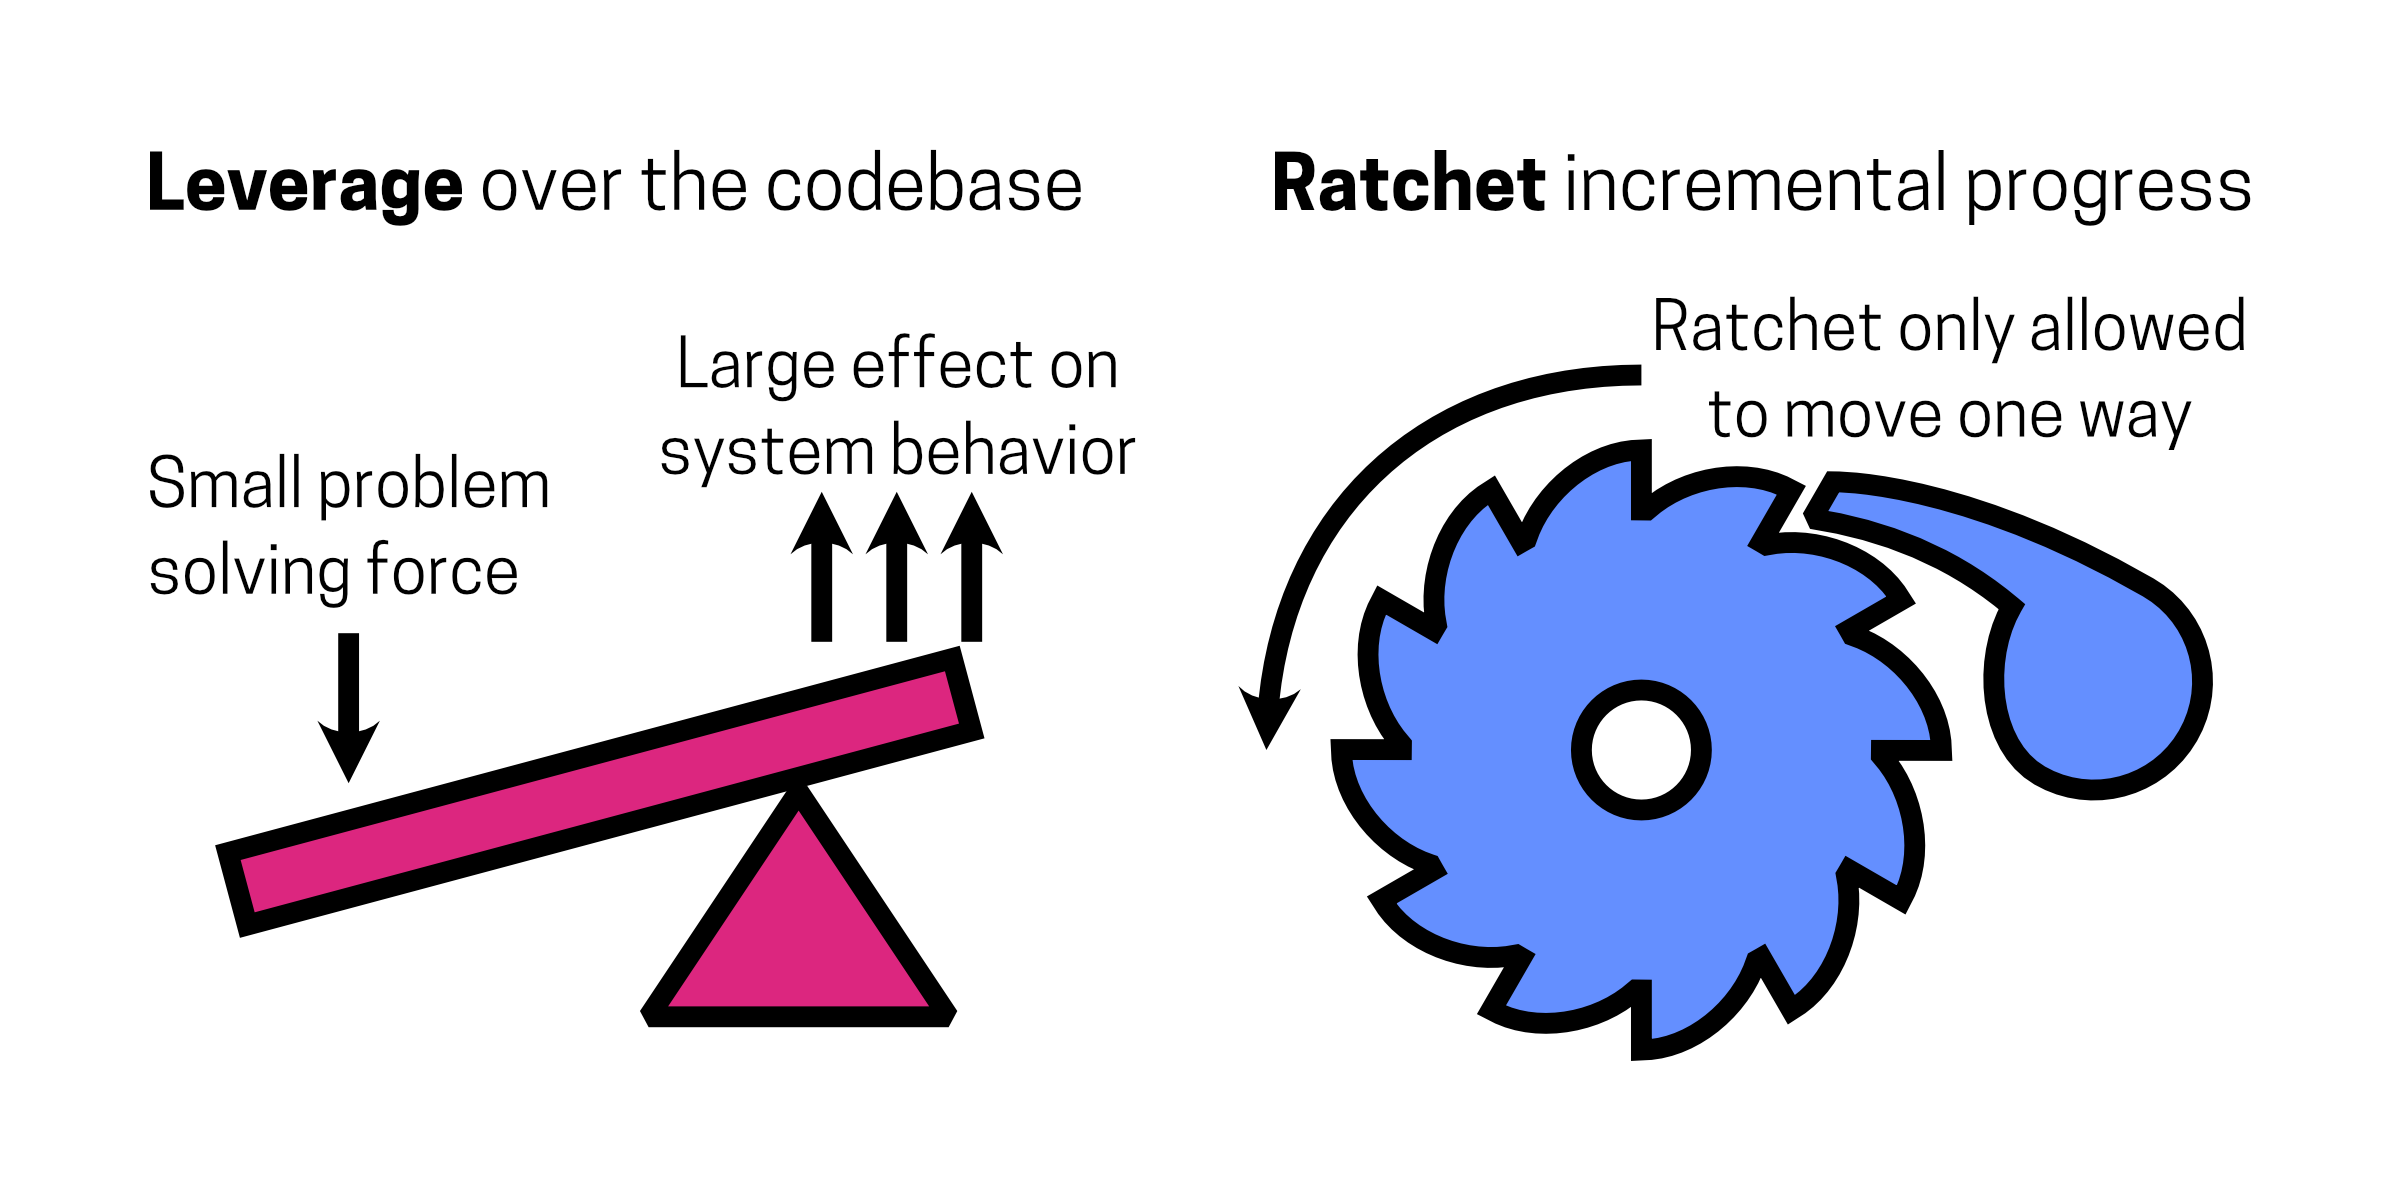 Leverage over the codebase
Small problem
solving force
Large effect on
system behavior
Ratchet incremental progress
Ratchet only allowed
to move one way